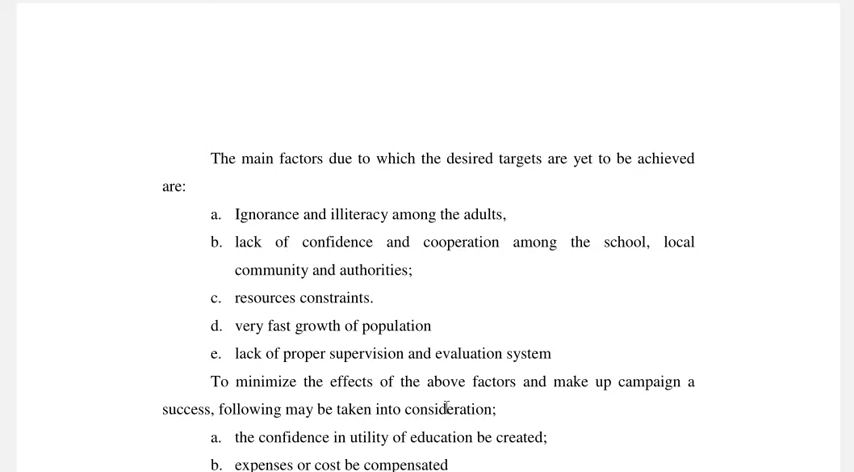 The main factors due to which the desired targets are yet to be achieved
are:
a. Ignorance and illiteracy among the adults,
b. lack of confidence and cooperation among the school, local
community and authorities;
c. resources constraints.
d. very fast growth of population
e. lack of proper supervision and evaluation system
To minimize the effects of the above factors and make up campaign a
success, following may be taken into consideration;
a. the confidence in utility of education be created;
b. expenses or cost be compensated